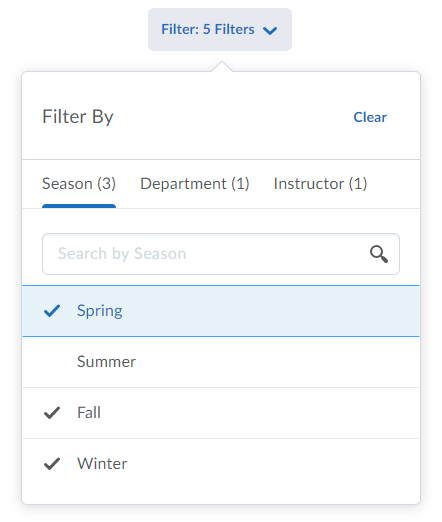 Filter: 5 Filters
Filter By Clear
Season (3) Department (1) Instructor (1)
Search by Season
Spring
Summer
Fall
Winter